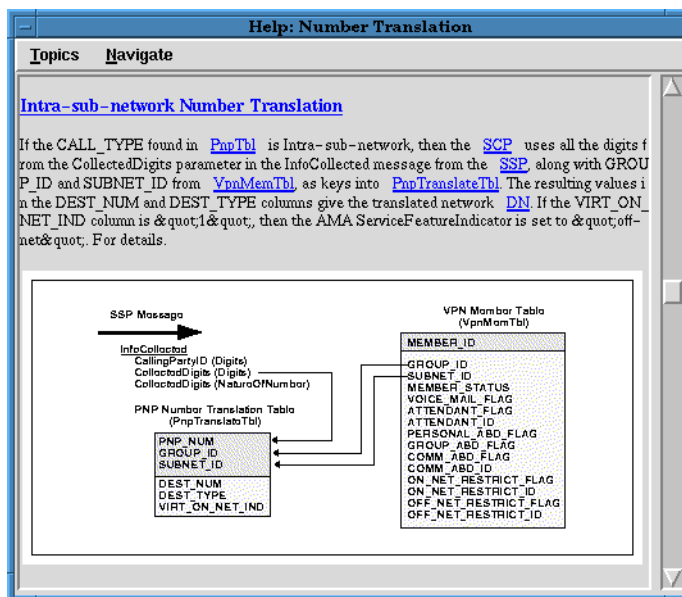 Help: Number Translation
Topics Navigate
Intra-sub-network Number Translation
If the CALL_TYPE found in PnpTbl is Intra-sub-network, then the SCP uses all the digits f
rom the CollectedDigits parameter in the InfoCollected message from the SSP, along with GROU
P_ID and SUBNET_ID from VpnMemTbl, as keys into PnpTranslateTbl. The resulting values i
n the DEST_NUM and DEST_TYPE columns give the translated network DN. If the VIRT_ON_
NET_IND column is &quot;1&quot;, then the AMA ServiceFeatureIndicator is set to &quot;off-
net&quot;. For details.
SSP Message
InfoCollected
CallingPartyID (Digits)
CollectedDigits (Digits)
CollectedDigits (NatureOfNumber)
PNP Number Translation Table
(PnpTranslateTbl)
PNP_NUM
GROUP_ID
SUBNET_ID
DEST_NUM
DEST_TYPE
VIRT_ON_NET_IND
VPN Member Table
(VpnMemTbl)
MEMBER_ID
GROUP_ID
SUBNET_ID
MEMBER_STATUS
VOICE_MAIL_FLAG
ATTENDANT_FLAG
ATTENDANT_ID
PERSONAL_ABD_FLAG
GROUP_ABD_FLAG
COMM_ABD_FLAG
COMM_ABD_ID
ON_NET_RESTRICT_FLAG
ON_NET_RESTRICT_ID
OFF_NET_RESTRICT_FLAG
OFF_NET_RESTRICT_ID